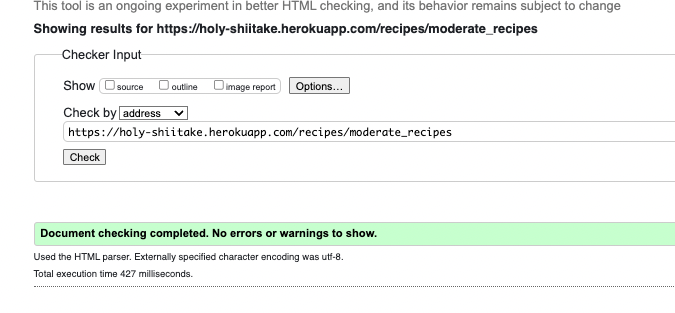 This tool is an ongoing experiment in better HTML checking, and its behavior remains subject to change
Showing results for https://holy-shiitake.herokuapp.com/recipes/moderate_recipes
Checker Input
Show source outline image report Options...
Check by address
https://holy-shiitake.herokuapp.com/recipes/moderate_recipes
Check
Document checking completed. No errors or warnings to show.
Used the HTML parser. Externally specified character encoding was utf-8.
Total execution time 427 milliseconds.